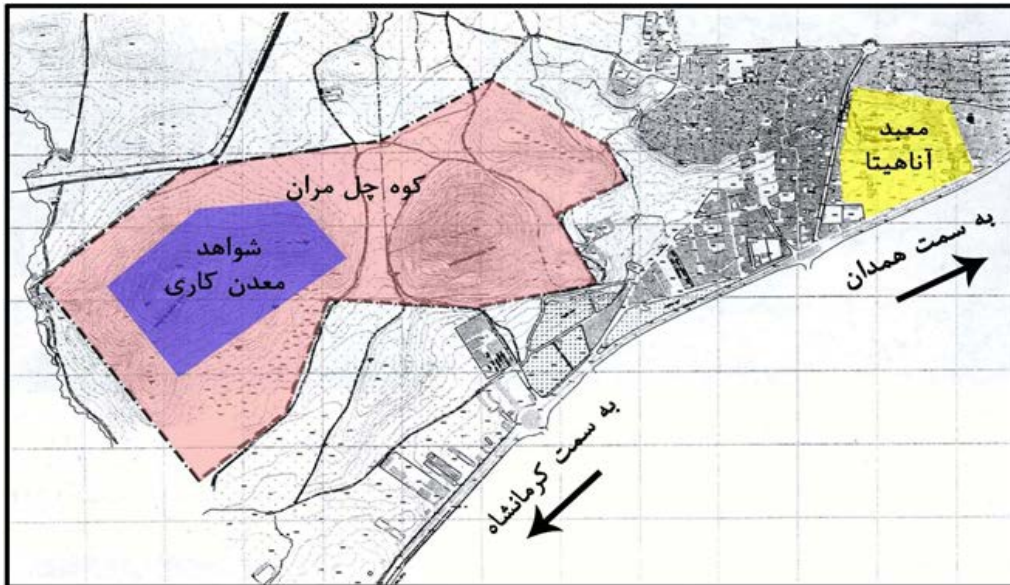 معبد
آناهیتا
کوه چل مران
شواهد
معدن کاری
به سمت همدان
به سمت کرمانشاه